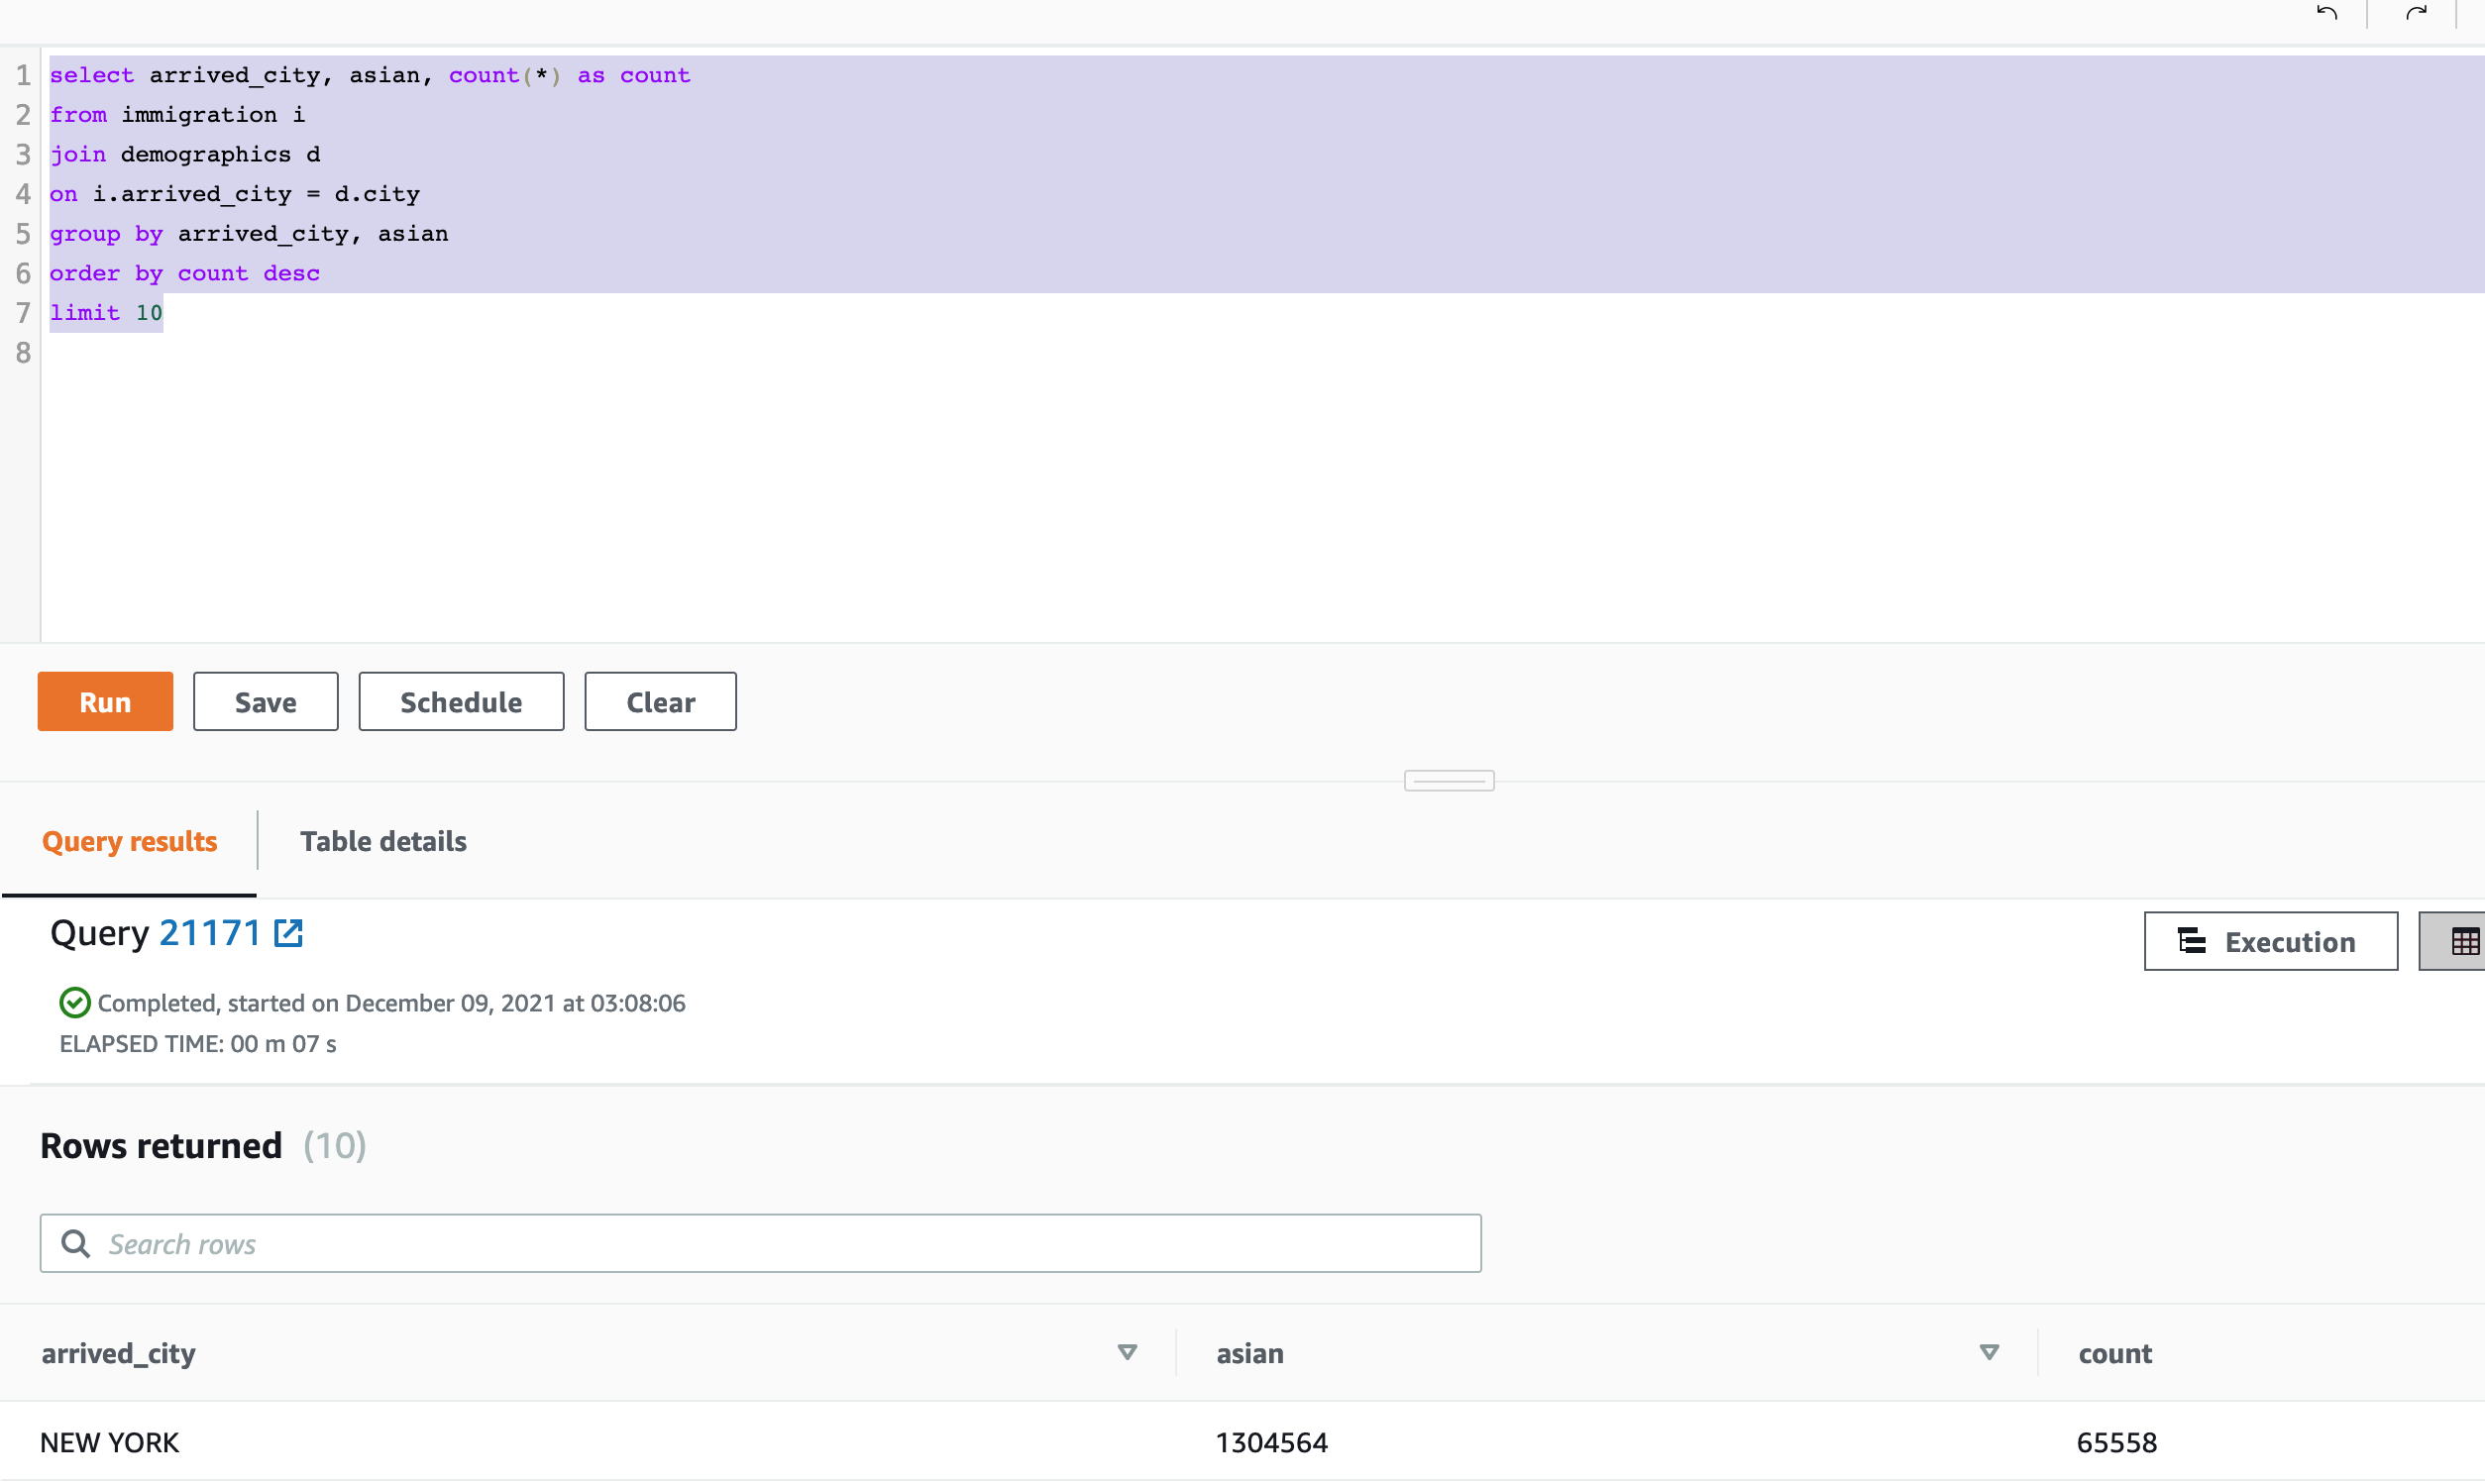 1 select arrived_city, asian, count(*) as count
2 from immigration i
3 join demographics d
4 on i.arrived_city = d.city
5 group by arrived_city, asian
6 order by count desc
7 limit 10
8
Run Save Schedule Clear
Query results Table details
Query 21171 Execution
Completed, started on December 09, 2021 at 03:08:06
ELAPSED TIME: 00 m 07 s
Rows returned (10)
Search rows
arrived_city asian count
NEW YORK 1304564 65558